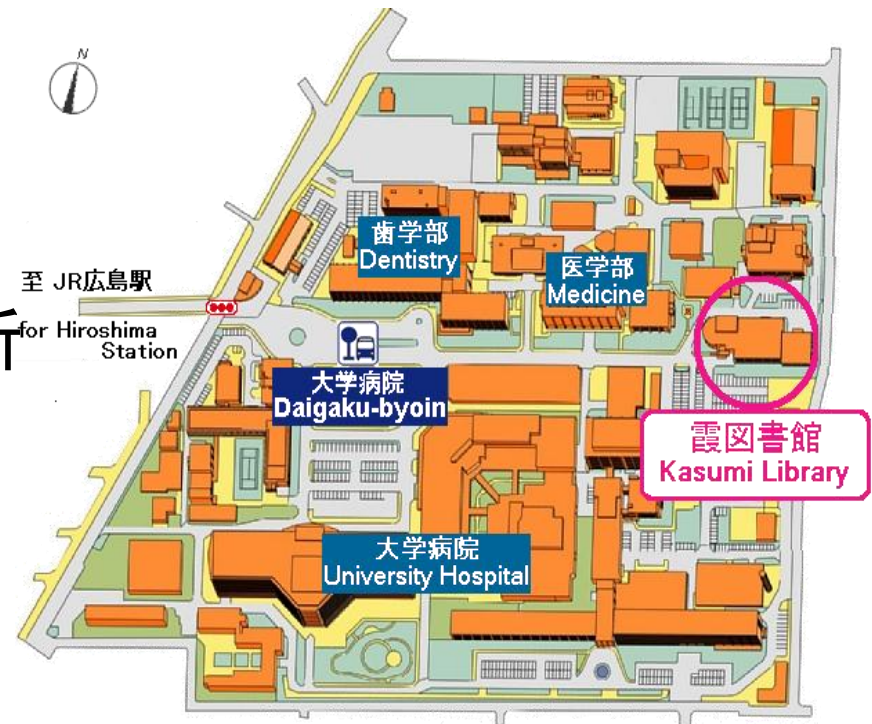 N
歯学部
Dentistry
医学部
Medicine
至 JR広島駅
for Hiroshima
Station
所
大学病院
Daigaku-byoin
霞図書館
Kasumi Library
大学病院
University Hospital